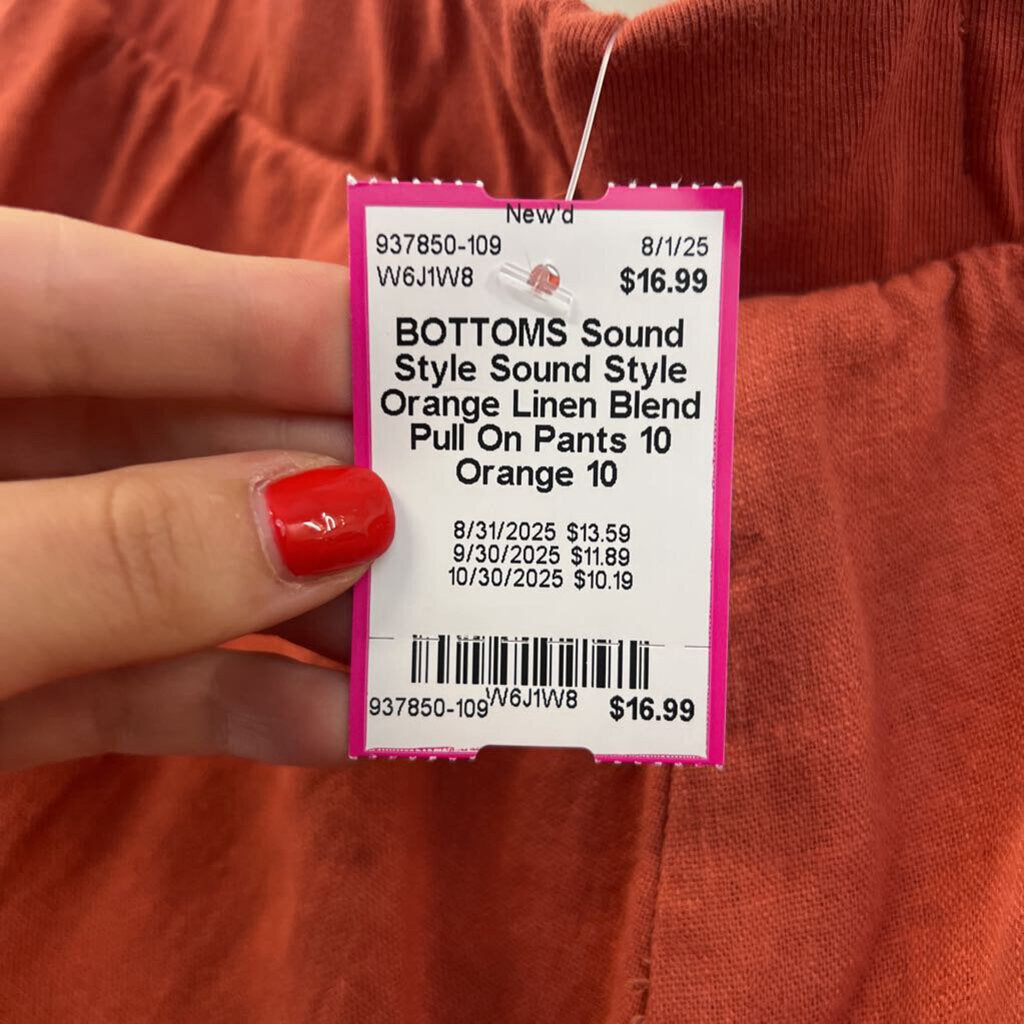 New'd
937850-109 8/1/25
W6J1W8 $16.99
BOTTOMS Sound
Style Sound Style
Orange Linen Blend
Pull On Pants 10
Orange 10
8/31/2025 $13.59
9/30/2025 $11.89
10/30/2025 $10.19
937850-109 W6J1W8 $16.99